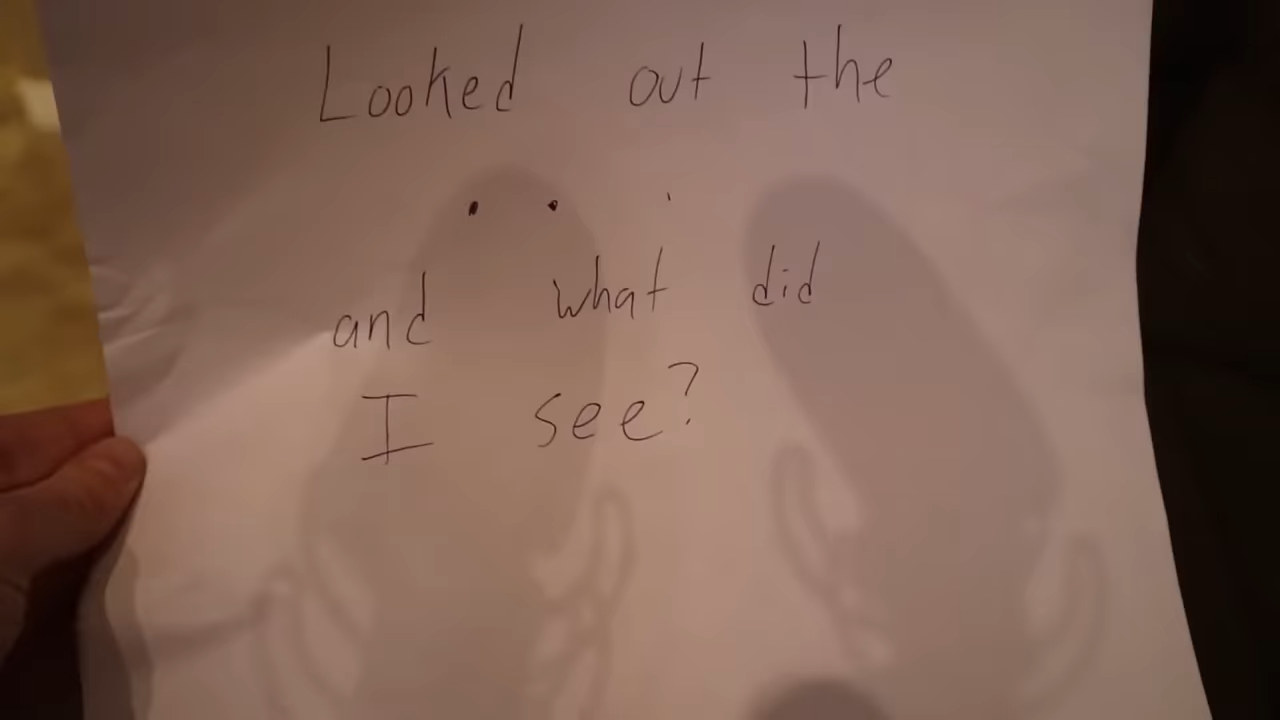 Looked out the
. . .
and what did
I see?